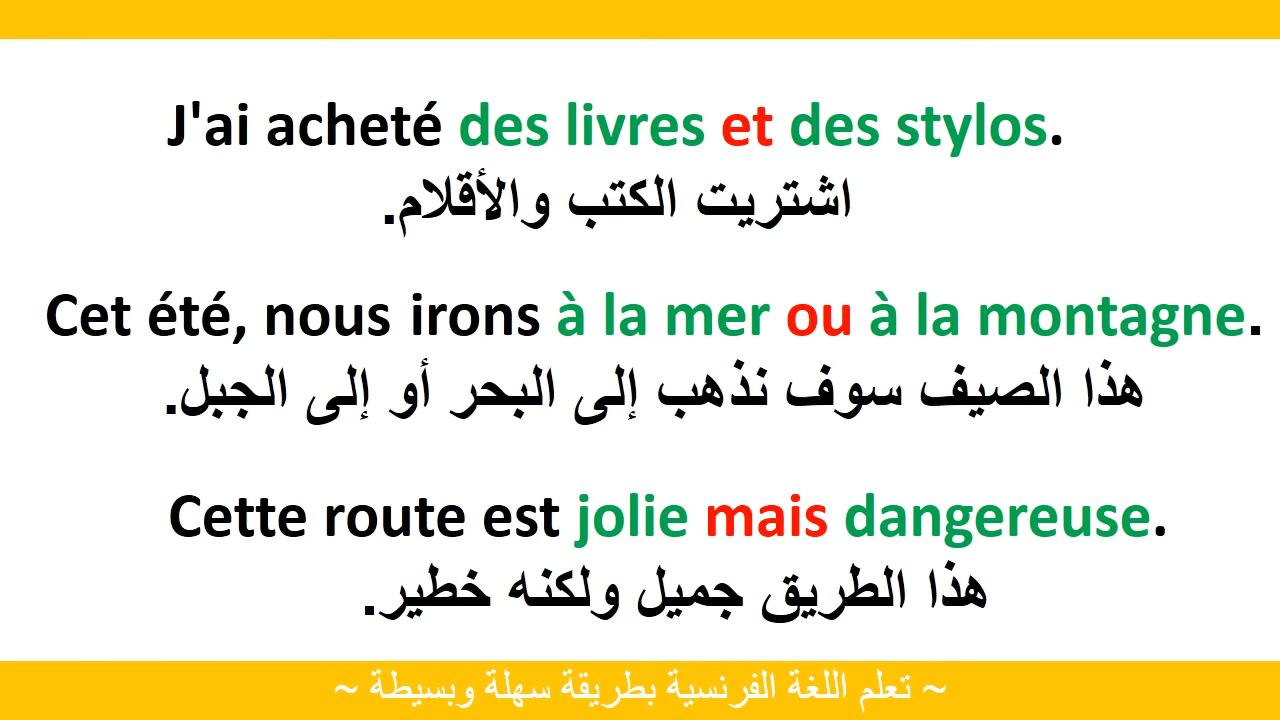 J'ai acheté des livres et des stylos.
اشتريت الكتب والأقلام.
Cet été, nous irons à la mer ou à la montagne.
هذا الصيف سوف نذهب إلى البحر أو إلى الجبل.
Cette route est jolie mais dangereuse.
هذا الطريق جميل ولكنه خطير.
~ تعلم اللغة الفرنسية بطريقة سهلة وبسيطة ~